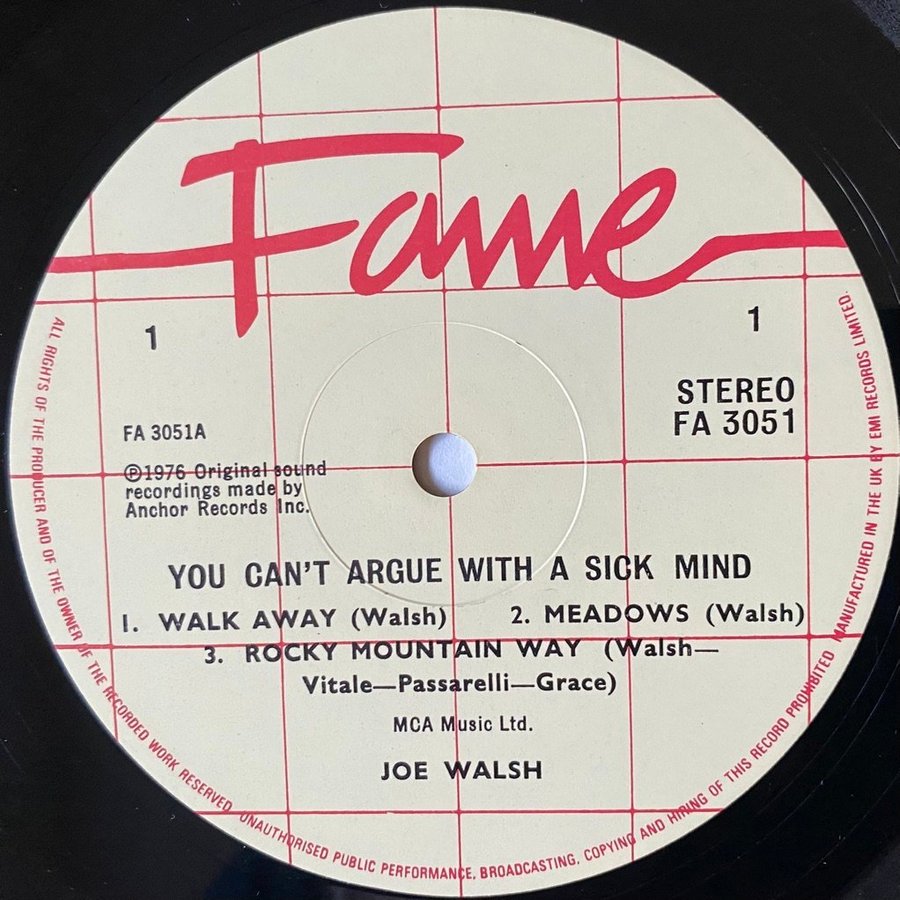 Fame
1
1
STEREO
FA 3051
FA 3051A
℗1976 Original sound
recordings made by
Anchor Records Inc.
YOU CAN'T ARGUE WITH A SICK MIND
1. WALK AWAY (Walsh) 2. MEADOWS (Walsh)
3. ROCKY MOUNTAIN WAY (Walsh—
Vitale—Passarelli—Grace)
MCA Music Ltd.
JOE WALSH
ALL RIGHTS OF THE PRODUCER AND OF THE OWNER OF THE RECORDED WORK RESERVED. UNAUTHORISED PUBLIC PERFORMANCE, BROADCASTING, COPYING AND HIRING OF THIS RECORD PROHIBITED. MANUFACTURED IN THE UK BY EMI RECORDS LIMITED.